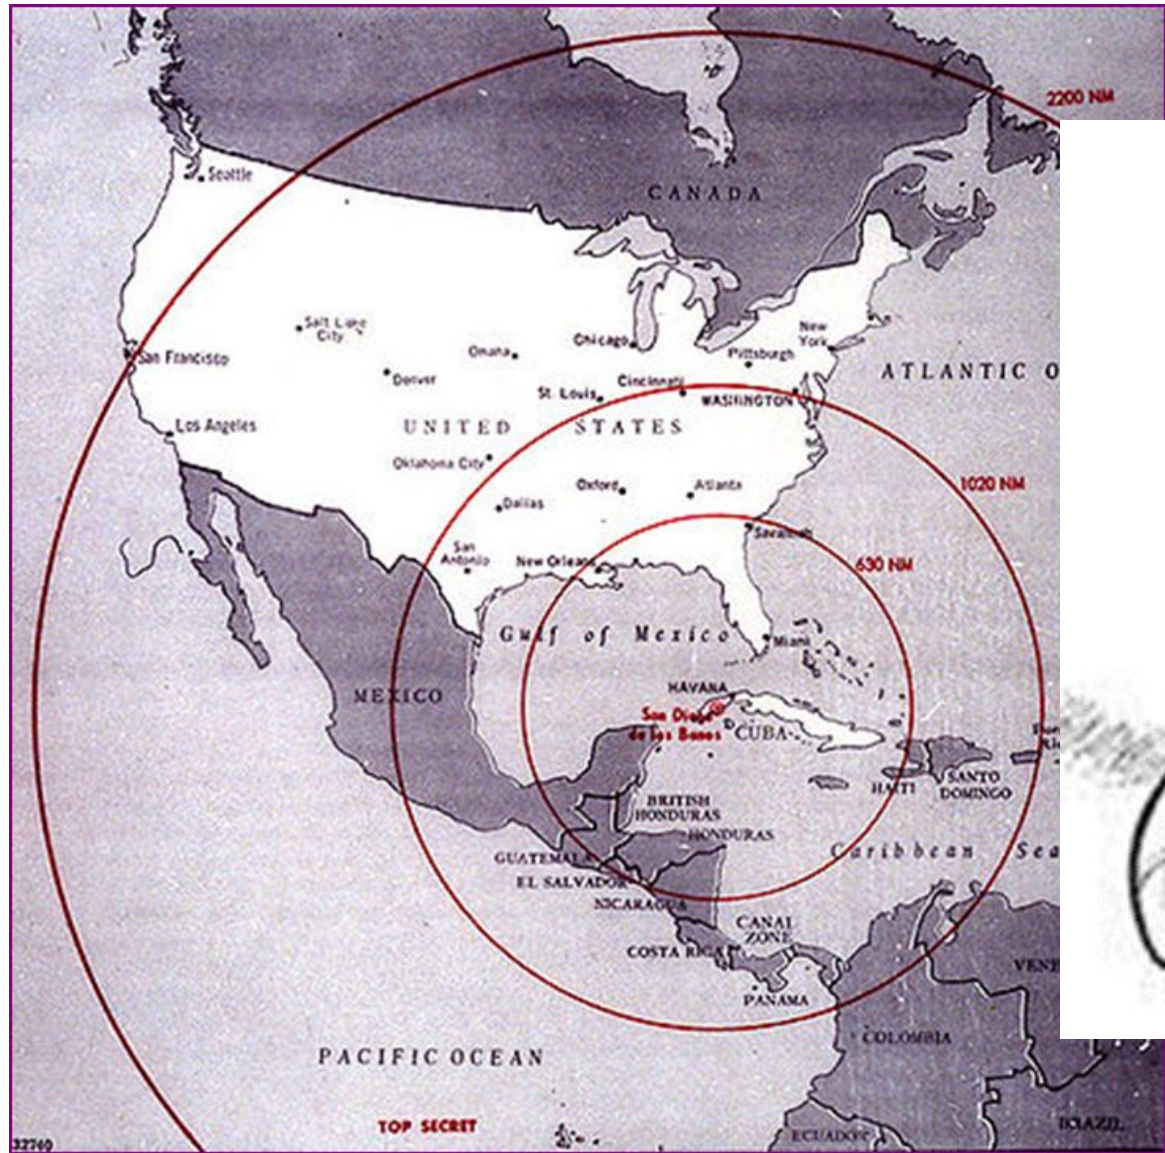 2200 NM
Seattle
CANADA
Salt Lake
City
New
York
Chicago
Pittsburgh
San Francisco
Omaha
ATLANTIC O
Denver
Cincinnati
St. Louis
WASHINGTON
Los Angeles
UNITED STATES
Oklahoma City
1020 NM
Oxford
Atlanta
Dallas
Savannah
San
Antonio
New Orleans
630 NM
Gulf of Mexico
Miami
HAVANA
MEXICO
San Diego
de los Banos
CUBA
HAITI
SANTO
DOMINGO
BRITISH
HONDURAS
HONDURAS
Caribbean Sea
GUATEMALA
EL SALVADOR
NICARAGUA
CANAL
ZONE
COSTA RICA
VENE
PANAMA
COLOMBIA
PACIFIC OCEAN
TOP SECRET
BRAZIL
ECUADOR
32740